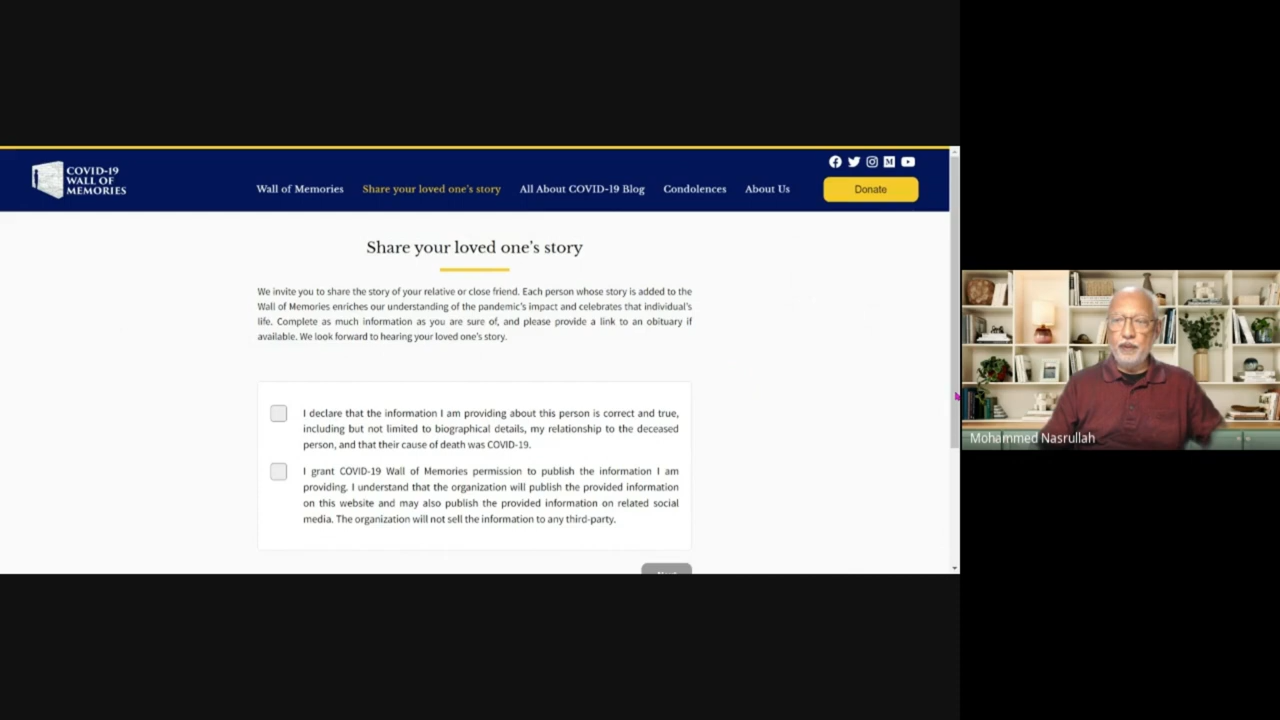 COVID-19
WALL OF
MEMORIES
Wall of Memories Share your loved one's story All About COVID-19 Blog Condolences About Us Donate
Share your loved one's story
We invite you to share the story of your relative or close friend. Each person whose story is added to the
Wall of Memories enriches our understanding of the pandemic's impact and celebrates that individual's
life. Complete as much information as you are sure of, and please provide a link to an obituary if
available. We look forward to hearing your loved one's story.
I declare that the information I am providing about this person is correct and true,
including but not limited to biographical details, my relationship to the deceased
person, and that their cause of death was COVID-19.
I grant COVID-19 Wall of Memories permission to publish the information I am
providing. I understand that the organization will publish the provided information
on this website and may also publish the provided information on related social
media. The organization will not sell the information to any third-party.
Mohammed Nasrullah